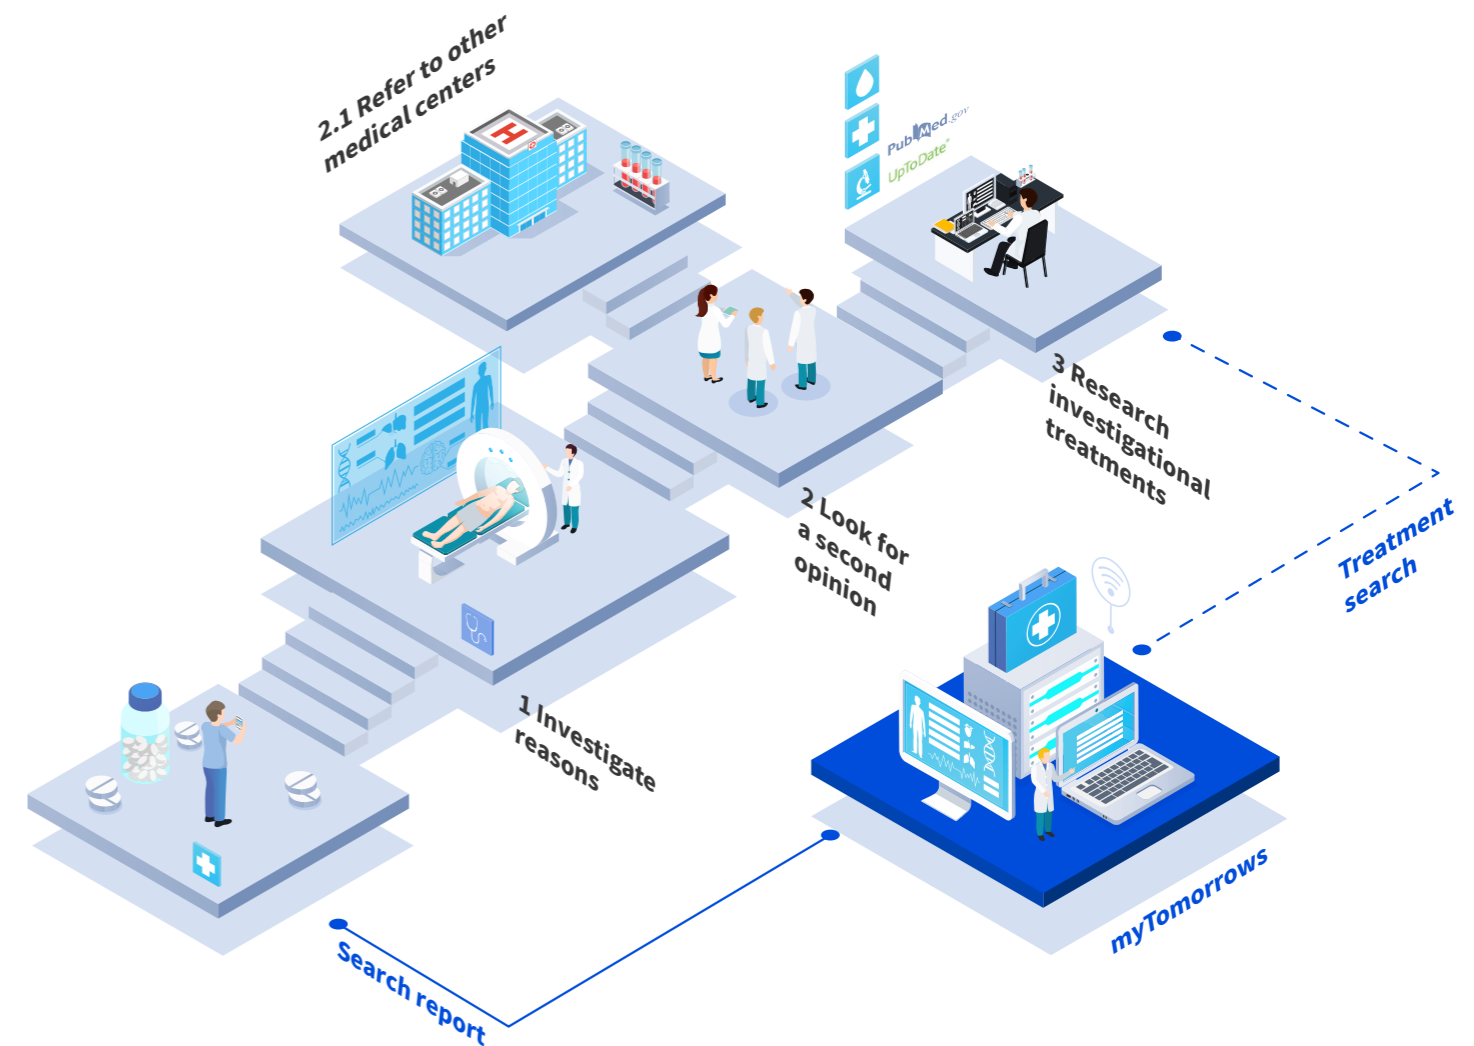 2.1 Refer to other
medical centers
PubMed.gov
UpToDate®
3 Research
investigational
treatments
2 Look for
a second
opinion
Treatment
search
1 Investigate
reasons
myTomorrows
Search report